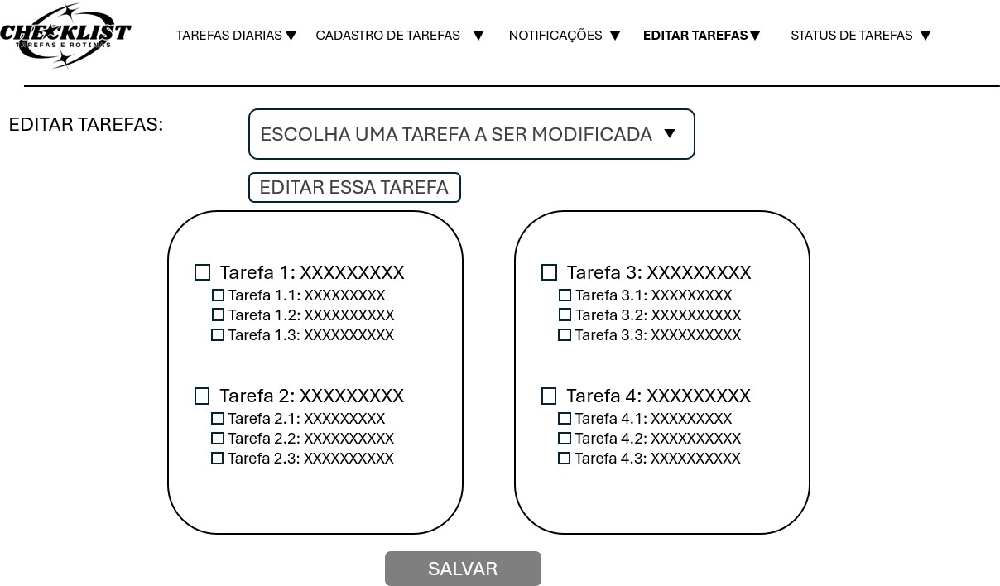 CHECKLIST
TAREFAS E ROTINAS
TAREFAS DIARIAS ▼ CADASTRO DE TAREFAS ▼ NOTIFICAÇÕES ▼ EDITAR TAREFAS ▼ STATUS DE TAREFAS ▼
EDITAR TAREFAS:
ESCOLHA UMA TAREFA A SER MODIFICADA ▼
EDITAR ESSA TAREFA
Tarefa 1: XXXXXXXXX
Tarefa 1.1: XXXXXXXXX
Tarefa 1.2: XXXXXXXXXX
Tarefa 1.3: XXXXXXXXXX
Tarefa 2: XXXXXXXXX
Tarefa 2.1: XXXXXXXXX
Tarefa 2.2: XXXXXXXXXX
Tarefa 2.3: XXXXXXXXXX
Tarefa 3: XXXXXXXXX
Tarefa 3.1: XXXXXXXXX
Tarefa 3.2: XXXXXXXXXX
Tarefa 3.3: XXXXXXXXXX
Tarefa 4: XXXXXXXXX
Tarefa 4.1: XXXXXXXXX
Tarefa 4.2: XXXXXXXXXX
Tarefa 4.3: XXXXXXXXXX
SALVAR